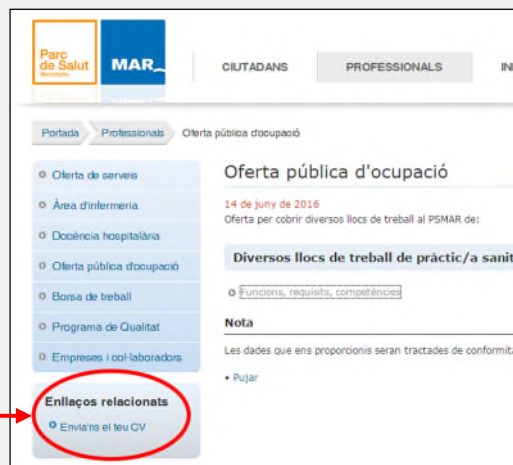 Parc
de Salut
Barcelona
MAR
CIUTADANS
PROFESSIONALS
Portada
Professionals
Oferta pública d'ocupació
Oferta de serveis
Àrea d'infermeria
Docència hospitalària
Oferta pública d'ocupació
Borsa de treball
Programa de Qualitat
Empreses i col·laboradors
Enllaços relacionats
Envia'ns el teu CV
Oferta pública d'ocupació
14 de juny de 2016
Oferta per cobrir diversos llocs de treball al PSMAR de:
Diversos llocs de treball de pràctic/a sanit
Funcions, requisits, competències
Nota
Les dades que ens proporcionis seran tractades de conformita
• Pujar